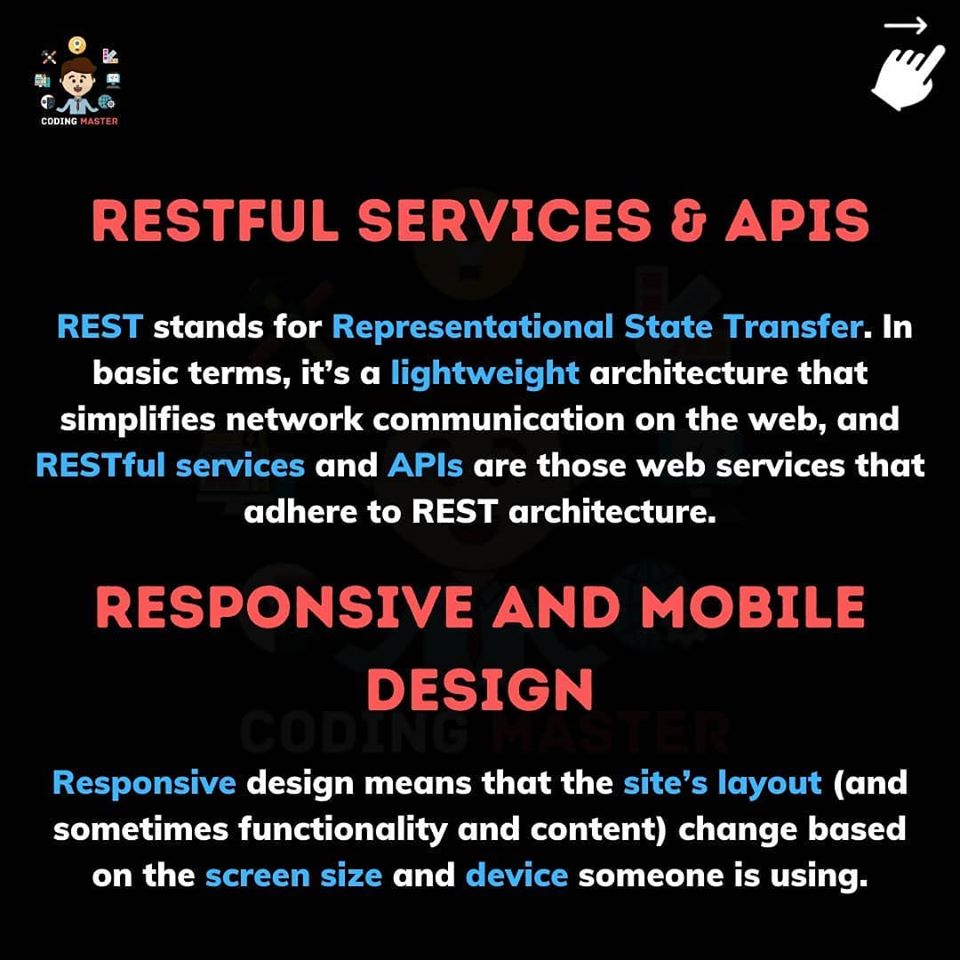 CODING MASTER
RESTFUL SERVICES & APIS
REST stands for Representational State Transfer. In
basic terms, it’s a lightweight architecture that
simplifies network communication on the web, and
RESTful services and APIs are those web services that
adhere to REST architecture.
RESPONSIVE AND MOBILE
DESIGN
CODING MASTER
Responsive design means that the site’s layout (and
sometimes functionality and content) change based
on the screen size and device someone is using.